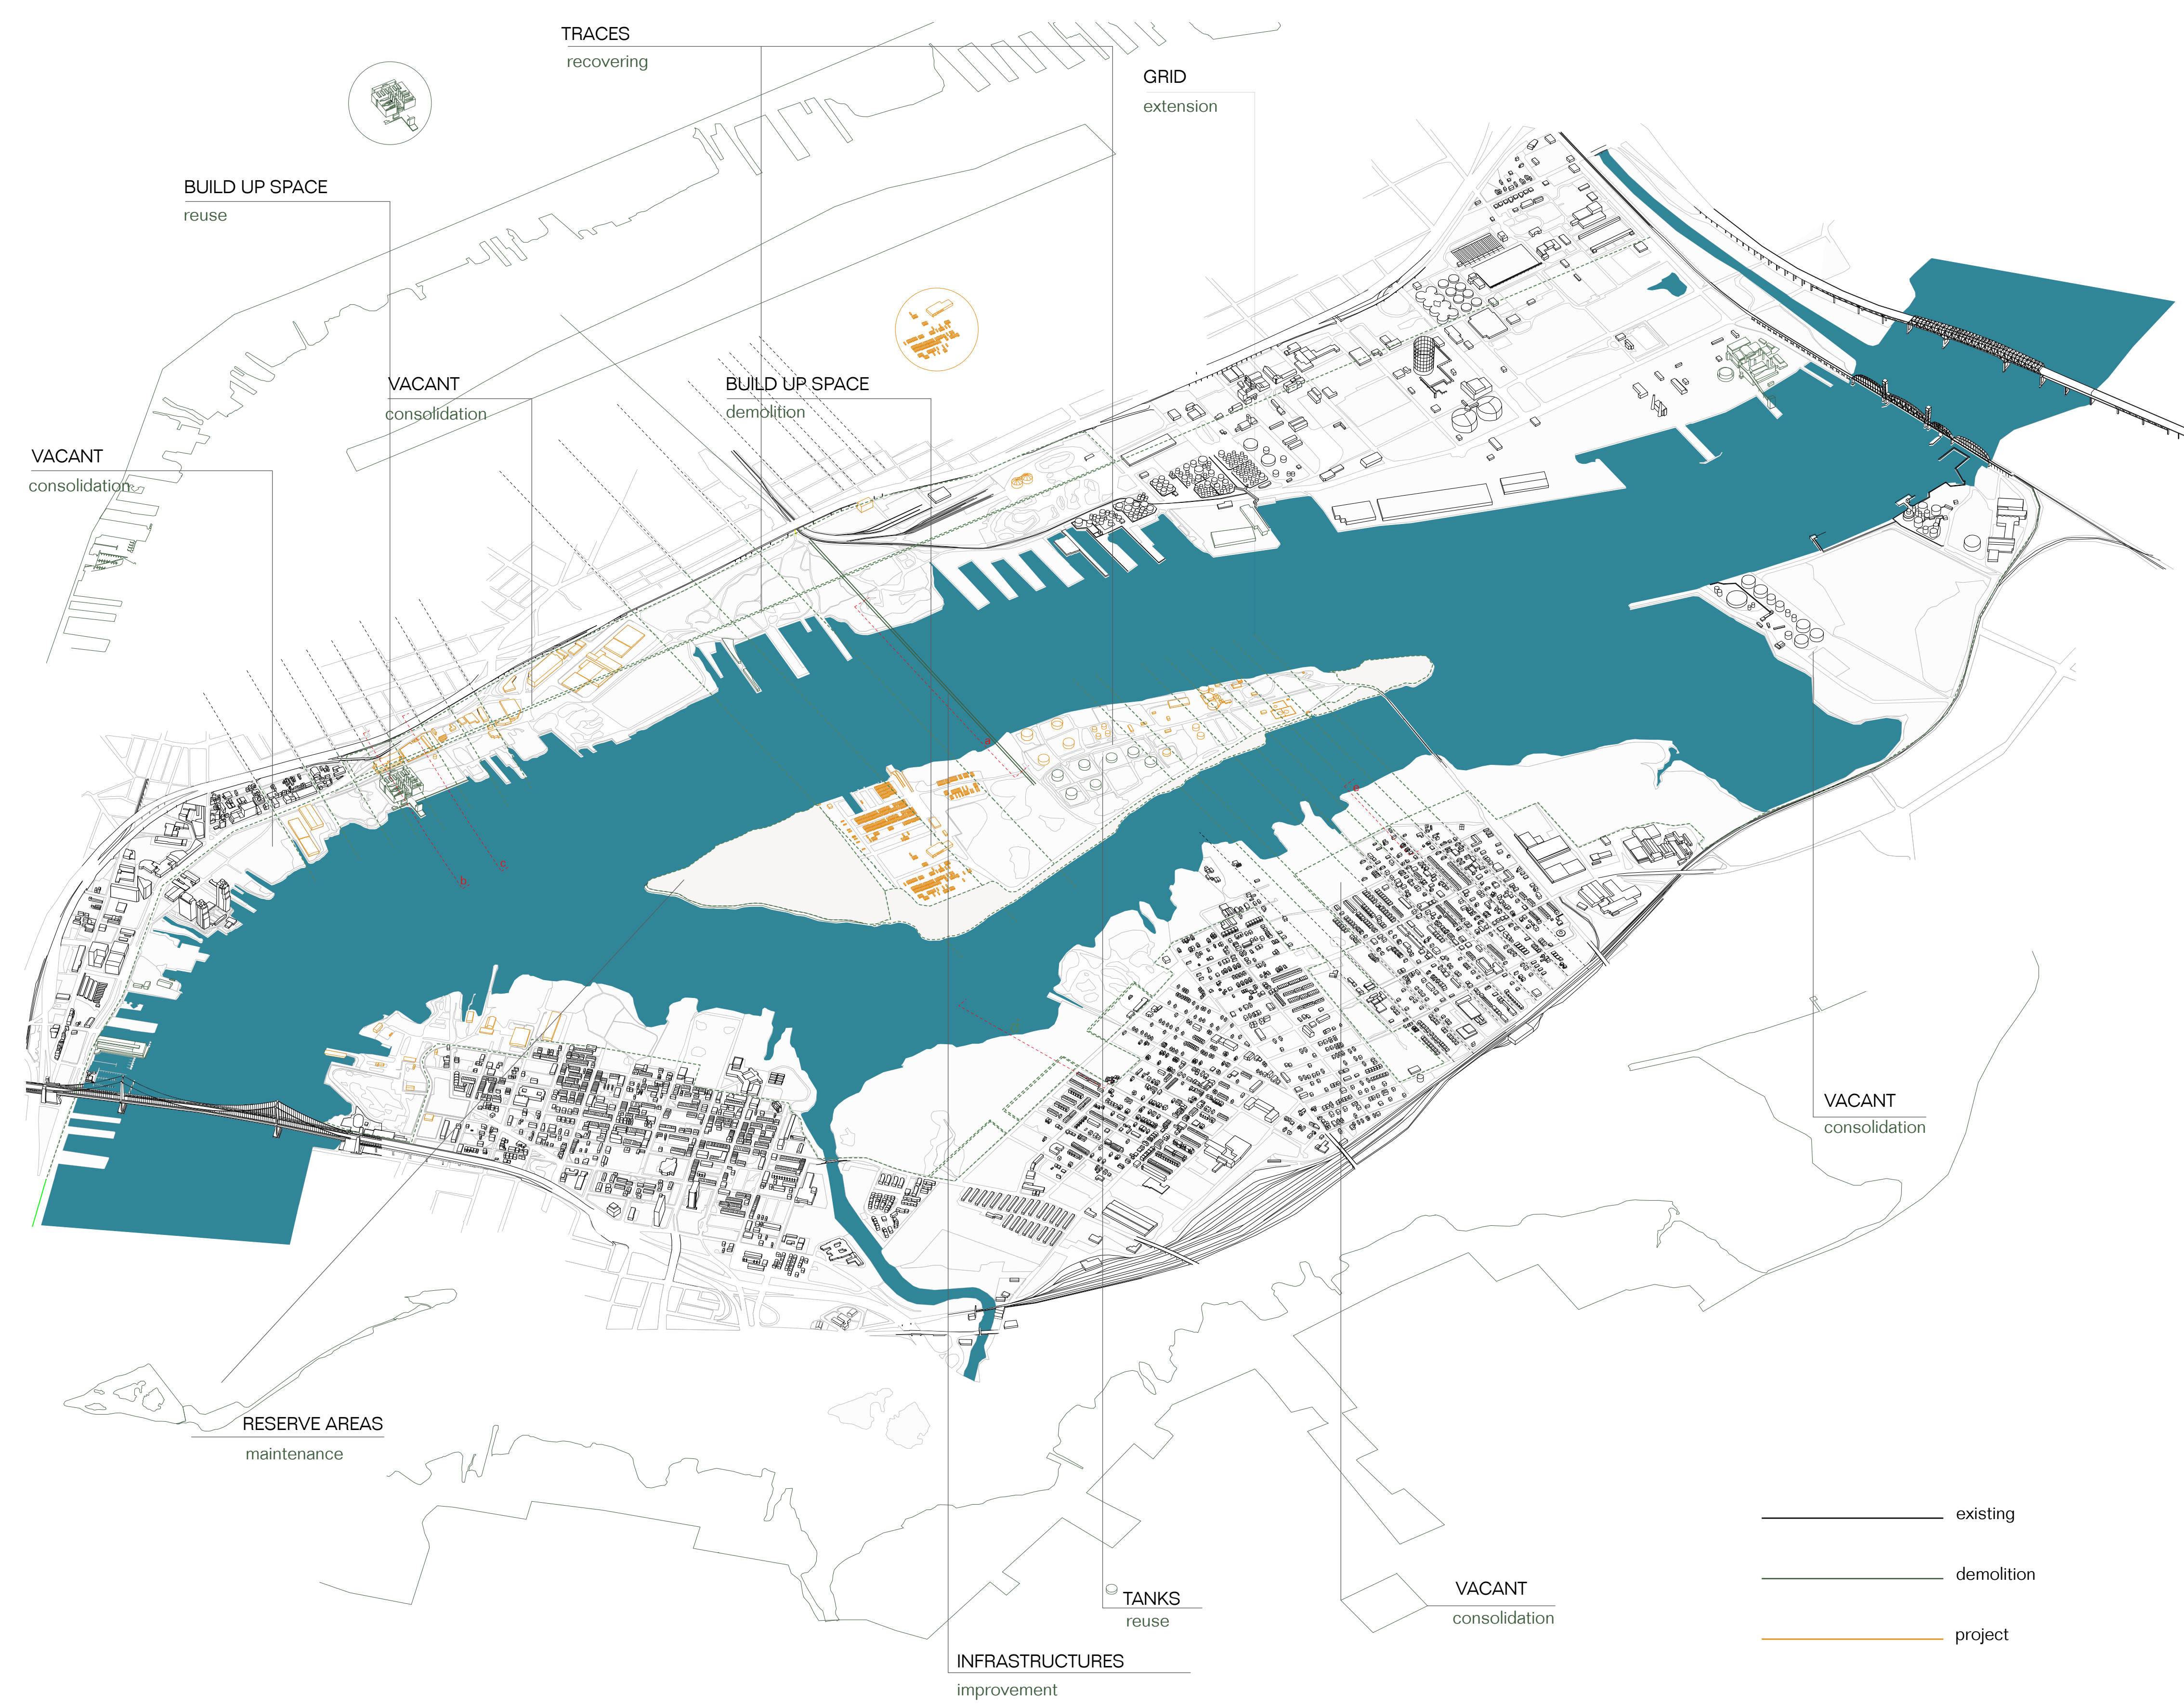 TRACES
recovering
GRID
extension
BUILD UP SPACE
reuse
VACANT
consolidation
BUILD UP SPACE
demolition
VACANT
consolidation
VACANT
consolidation
RESERVE AREAS
maintenance
existing
demolition
project
TANKS
reuse
VACANT
consolidation
INFRASTRUCTURES
improvement